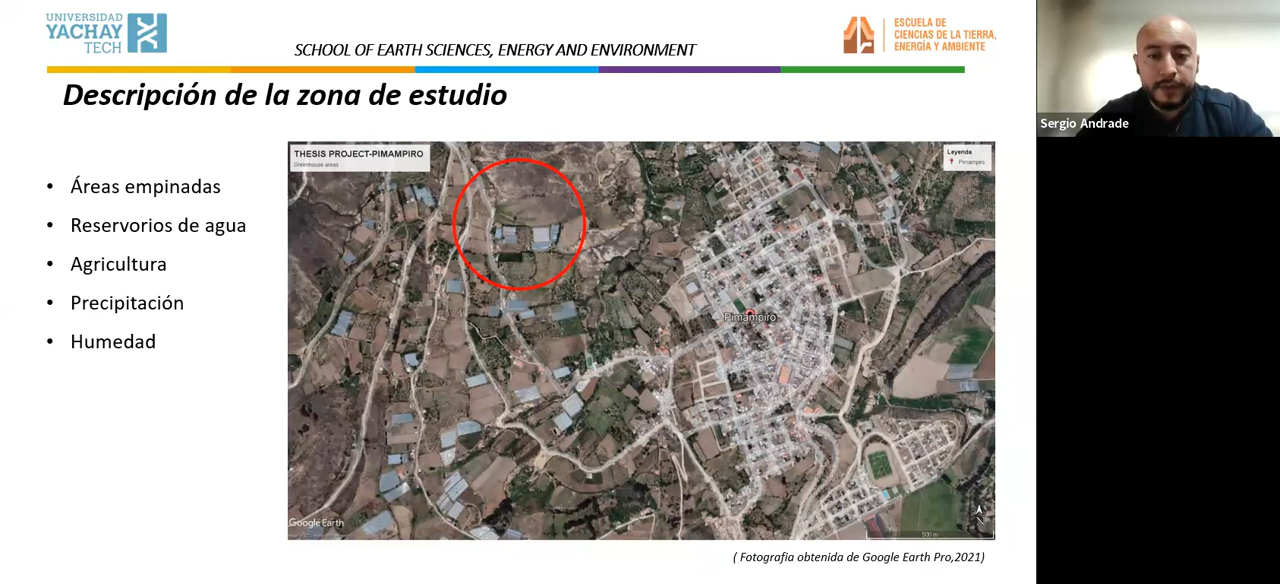 UNIVERSIDAD
YACHAY
TECH
SCHOOL OF EARTH SCIENCES, ENERGY AND ENVIRONMENT
ESCUELA DE
CIENCIAS DE LA TIERRA,
ENERGÍA Y AMBIENTE
Descripción de la zona de estudio
• Áreas empinadas
• Reservorios de agua
• Agricultura
• Precipitación
• Humedad
THESIS PROJECT-PIMAMPIRO
Greenhouse areas
Leyenda
Pimampiro
Pimampiro
Google Earth
500 m
( Fotografía obtenida de Google Earth Pro,2021)
Sergio Andrade